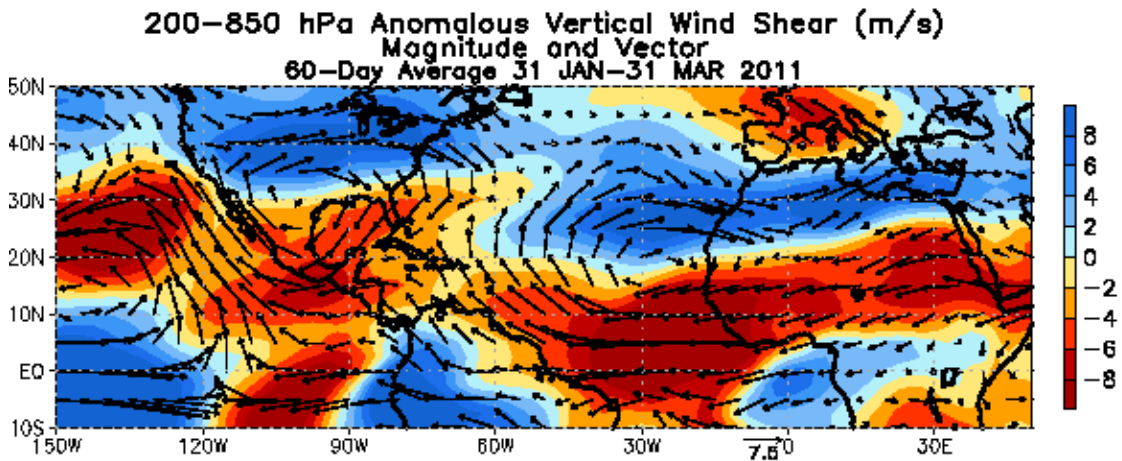 200-850 hPa Anomalous Vertical Wind Shear (m/s)
Magnitude and Vector
60-Day Average 31 JAN-31 MAR 2011
50N
40N
30N
20N
10N
EQ
10S
150W 120W 90W 60W 30W 0 30E
7.5
8
6
4
2
0
-2
-4
-6
-8